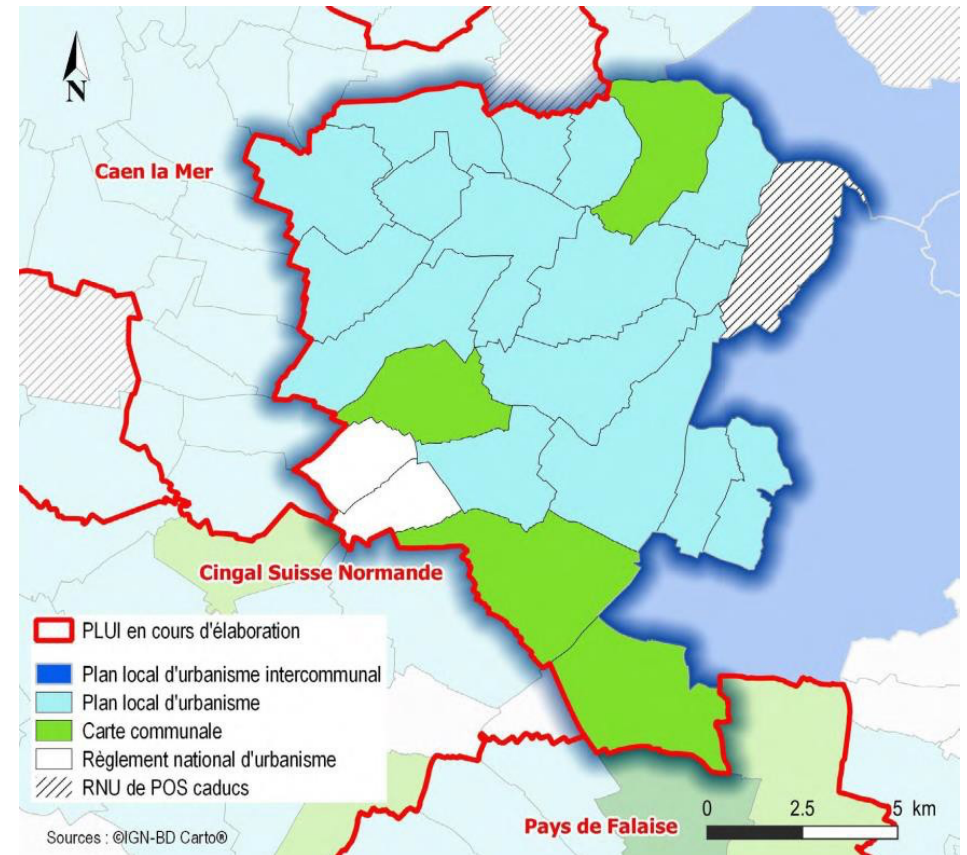 N
Caen la Mer
Cingal Suisse Normande
PLUI en cours d'élaboration
Plan local d'urbanisme intercommunal
Plan local d'urbanisme
Carte communale
Règlement national d'urbanisme
RNU de POS caducs
Sources : ©IGN-BD Carto®
Pays de Falaise
0 2.5 5 km